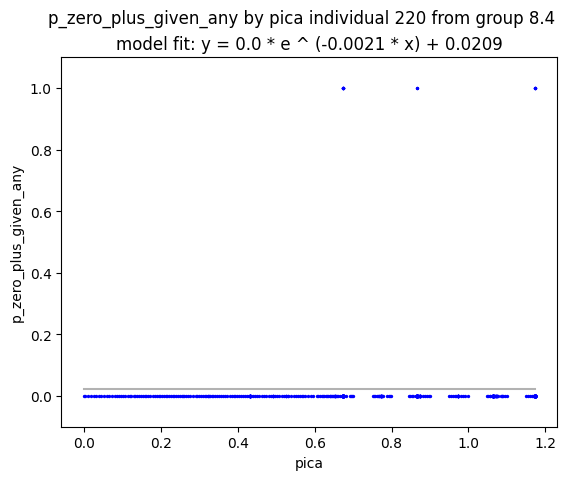 p_zero_plus_given_any by pica individual 220 from group 8.4
model fit: y = 0.0 * e ^ (-0.0021 * x) + 0.0209
1.0
0.8
0.6
0.4
0.2
0.0
p_zero_plus_given_any
0.0 0.2 0.4 0.6 0.8 1.0 1.2
pica